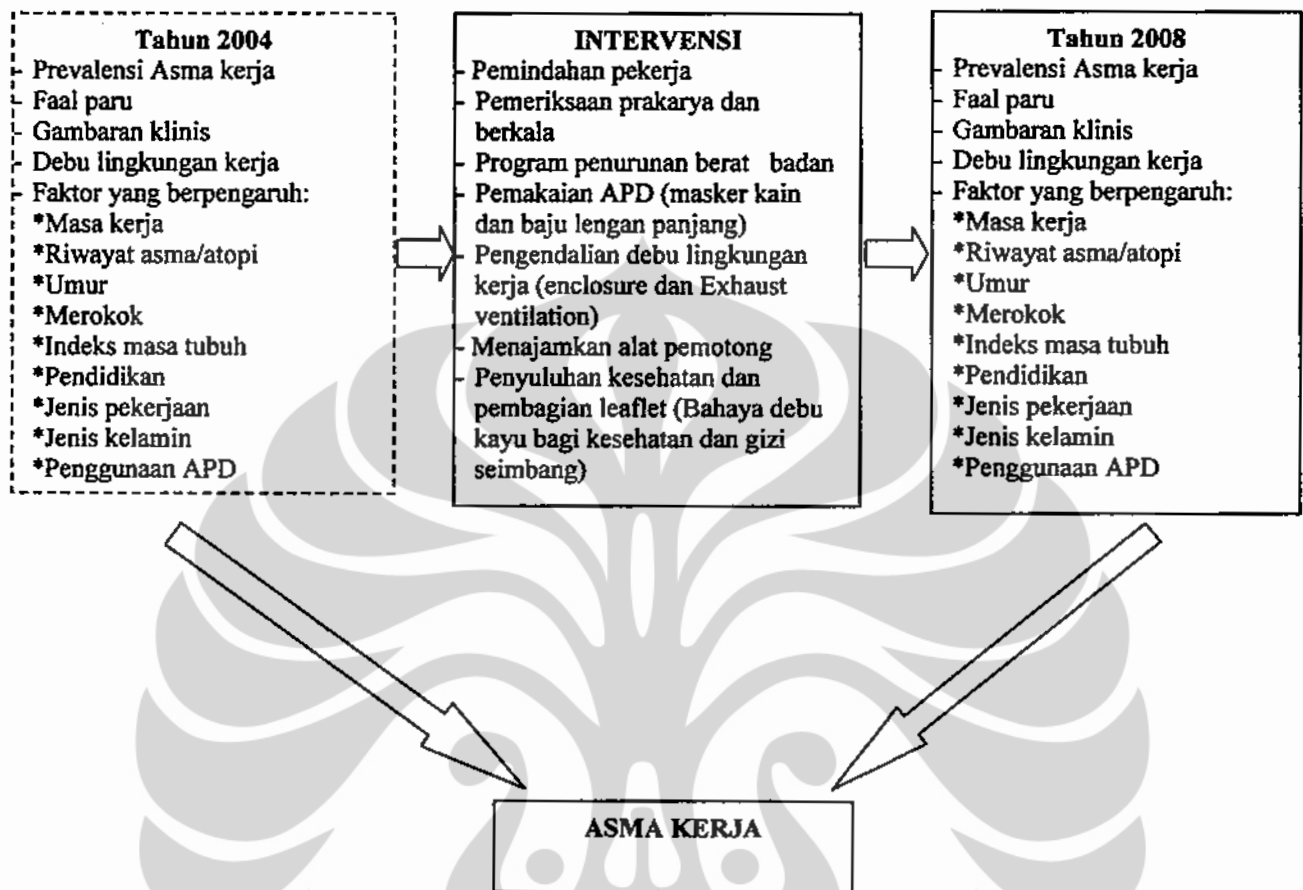 Tahun 2004
- Prevalensi Asma kerja
- Faal paru
- Gambaran klinis
- Debu lingkungan kerja
- Faktor yang berpengaruh:
*Masa kerja
*Riwayat asma/atopi
*Umur
*Merokok
*Indeks masa tubuh
*Pendidikan
*Jenis pekerjaan
*Jenis kelamin
*Penggunaan APD
INTERVENSI
- Pemindahan pekerja
- Pemeriksaan prakarya dan
berkala
- Program penurunan berat badan
- Pemakaian APD (masker kain
dan baju lengan panjang)
- Pengendalian debu lingkungan
kerja (enclosure dan Exhaust
ventilation)
- Menajamkan alat pemotong
- Penyuluhan kesehatan dan
pembagian leaflet (Bahaya debu
kayu bagi kesehatan dan gizi
seimbang)
Tahun 2008
- Prevalensi Asma kerja
- Faal paru
- Gambaran klinis
- Debu lingkungan kerja
- Faktor yang berpengaruh:
*Masa kerja
*Riwayat asma/atopi
*Umur
*Merokok
*Indeks masa tubuh
*Pendidikan
*Jenis pekerjaan
*Jenis kelamin
*Penggunaan APD
ASMA KERJA